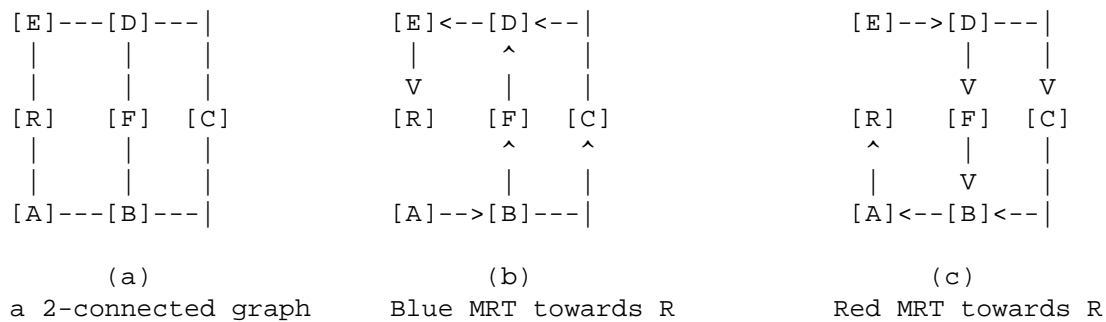 [E]---[D]---|     [E]<--[D]<--|     [E]-->[D]---|
|     |     |     |     ^     |     |     |
|     |     |     V     |     |     V     V
[R]   [F]   [C]   [R]   [F]   [C]   [R]   [F]   [C]
|     |     |     ^     ^     ^     |     |
|     |     |     |     |     |     V     |
[A]---[B]---|     [A]-->[B]---|     [A]<--[B]<--|
(a)     (b)     (c)
a 2-connected graph     Blue MRT towards R     Red MRT towards R